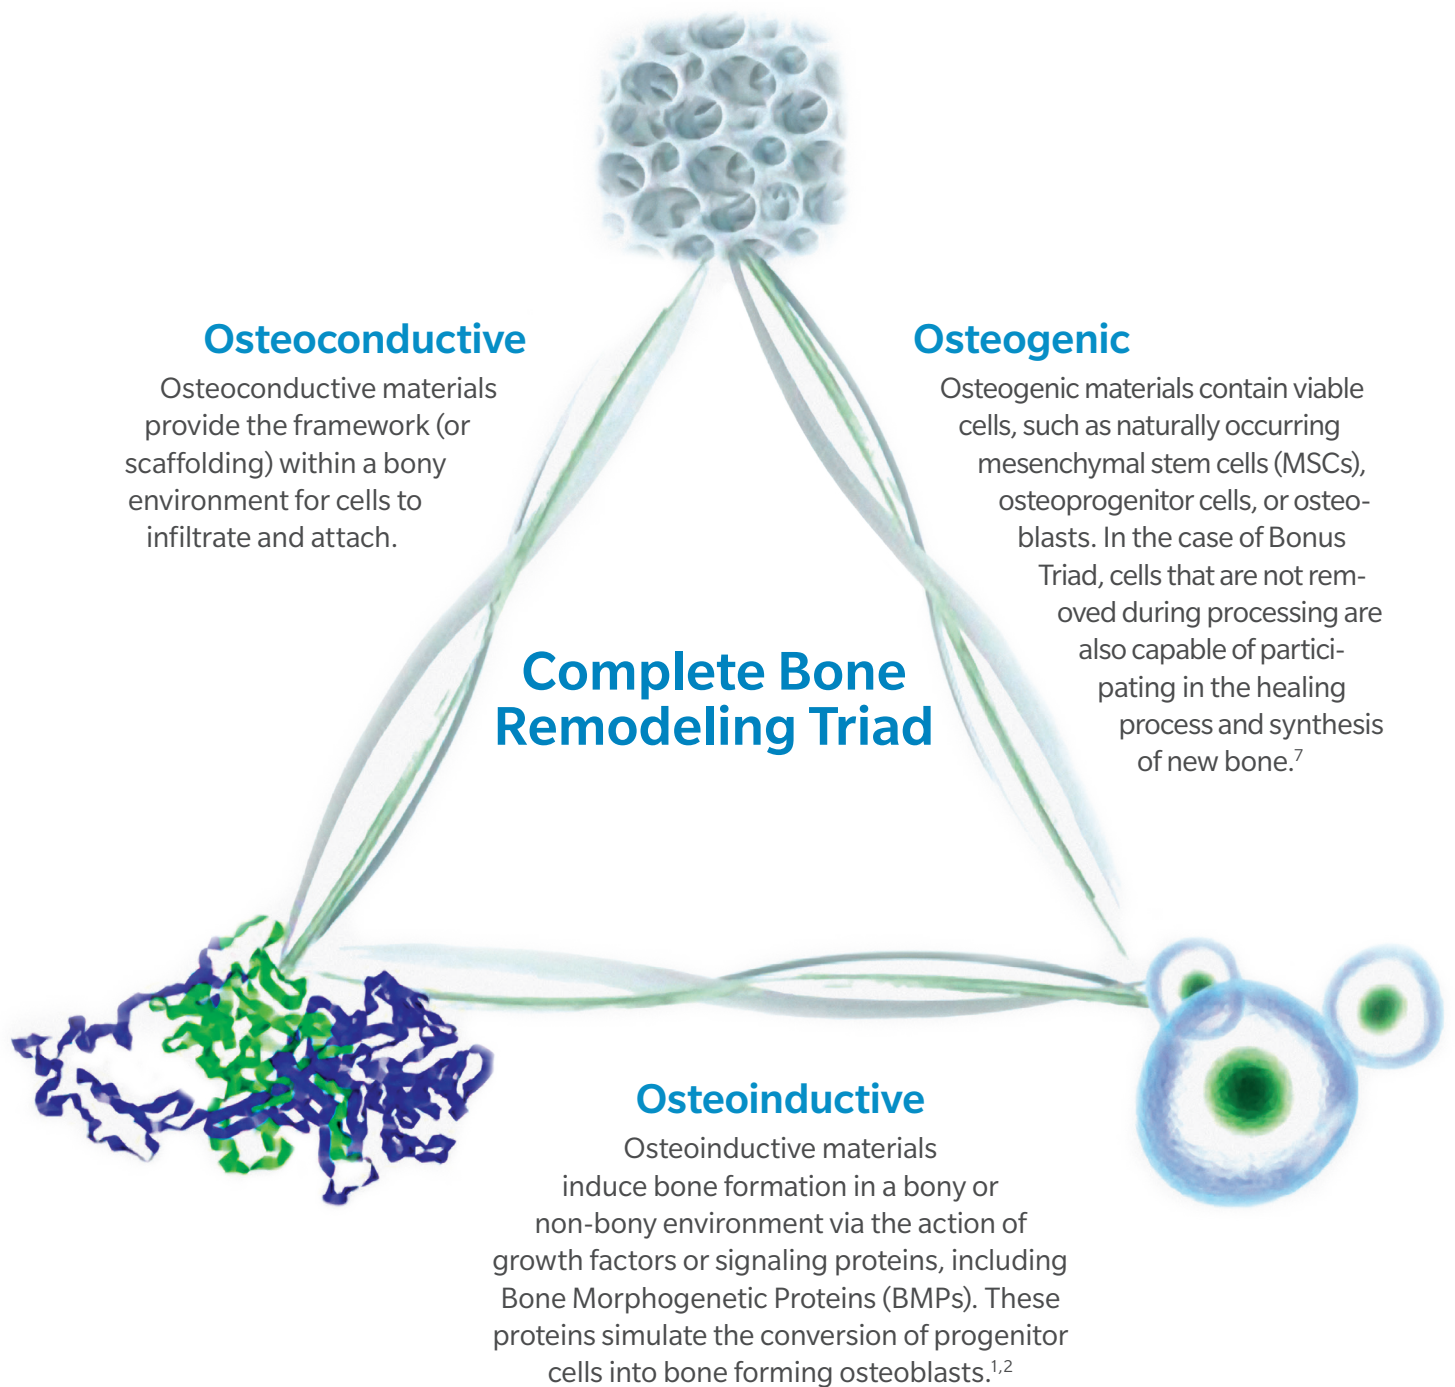 Osteoconductive
Osteoconductive materials
provide the framework (or
scaffolding) within a bony
environment for cells to
infiltrate and attach.
Osteogenic
Osteogenic materials contain viable
cells, such as naturally occurring
mesenchymal stem cells (MSCs),
osteoprogenitor cells, or osteo-
blasts. In the case of Bonus
Triad, cells that are not rem-
oved during processing are
also capable of partici-
pating in the healing
process and synthesis
of new bone.⁷
Complete Bone
Remodeling Triad
Osteoinductive
Osteoinductive materials
induce bone formation in a bony or
non-bony environment via the action of
growth factors or signaling proteins, including
Bone Morphogenetic Proteins (BMPs). These
proteins simulate the conversion of progenitor
cells into bone forming osteoblasts.¹,²